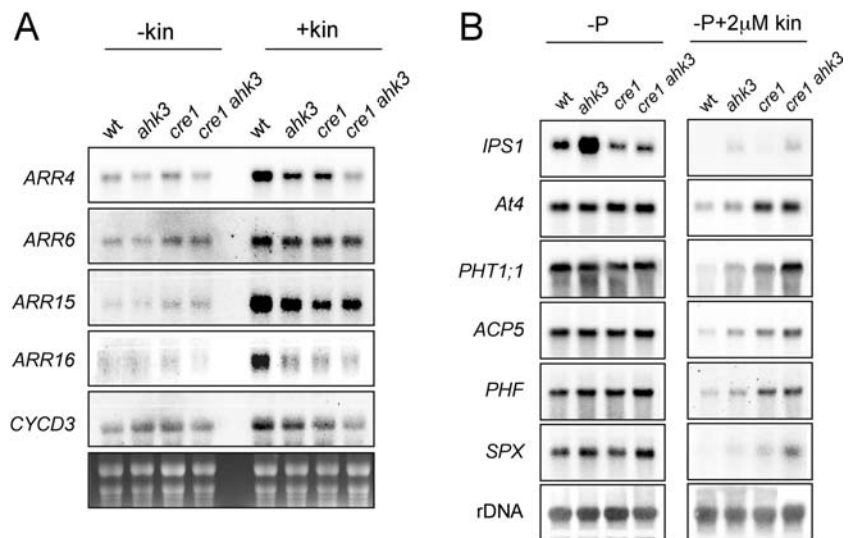 A
-kin +kin
wt ahk3 cre1 cre1 ahk3 wt ahk3 cre1 cre1 ahk3
ARR4
ARR6
ARR15
ARR16
CYCD3
B
-P -P+2μM kin
wt ahk3 cre1 cre1 ahk3 wt ahk3 cre1 cre1 ahk3
IPS1
At4
PHT1;1
ACP5
PHF
SPX
rDNA